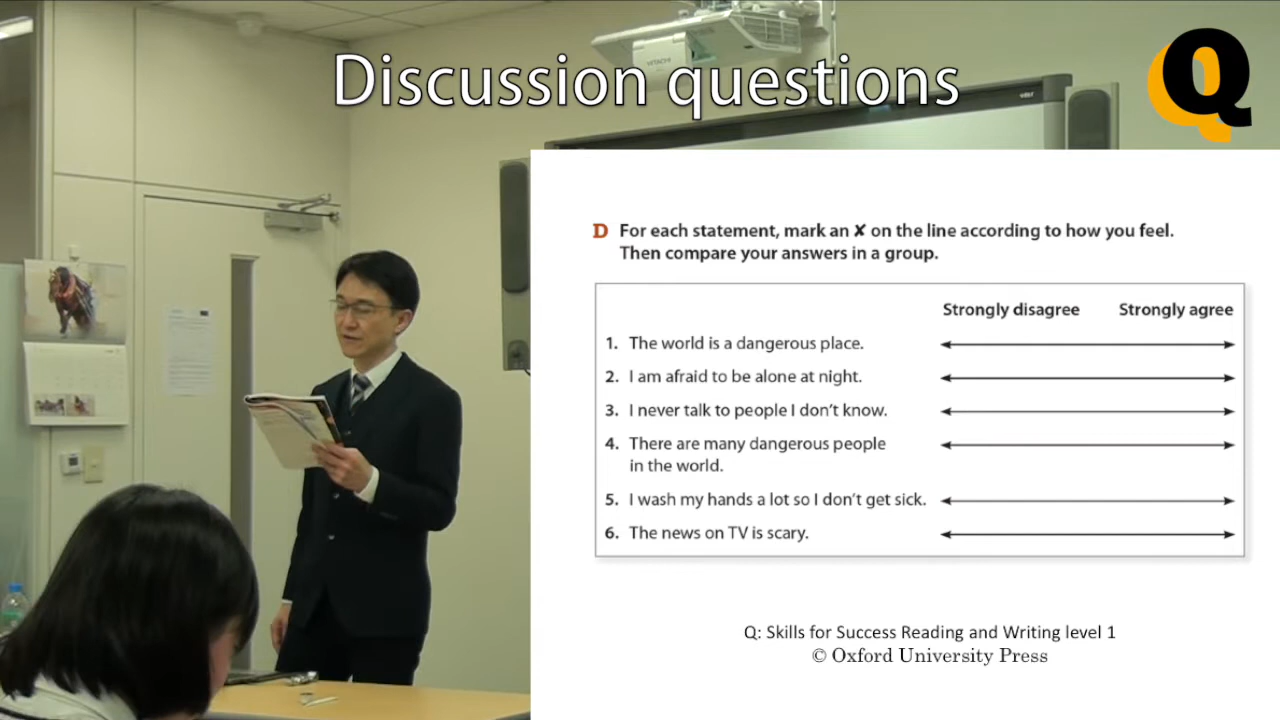 Discussion questions
Q
HITACHI
D For each statement, mark an ✘ on the line according to how you feel.
Then compare your answers in a group.
Strongly disagree Strongly agree
1. The world is a dangerous place.
2. I am afraid to be alone at night.
3. I never talk to people I don't know.
4. There are many dangerous people
in the world.
5. I wash my hands a lot so I don't get sick.
6. The news on TV is scary.
Q: Skills for Success Reading and Writing level 1
© Oxford University Press